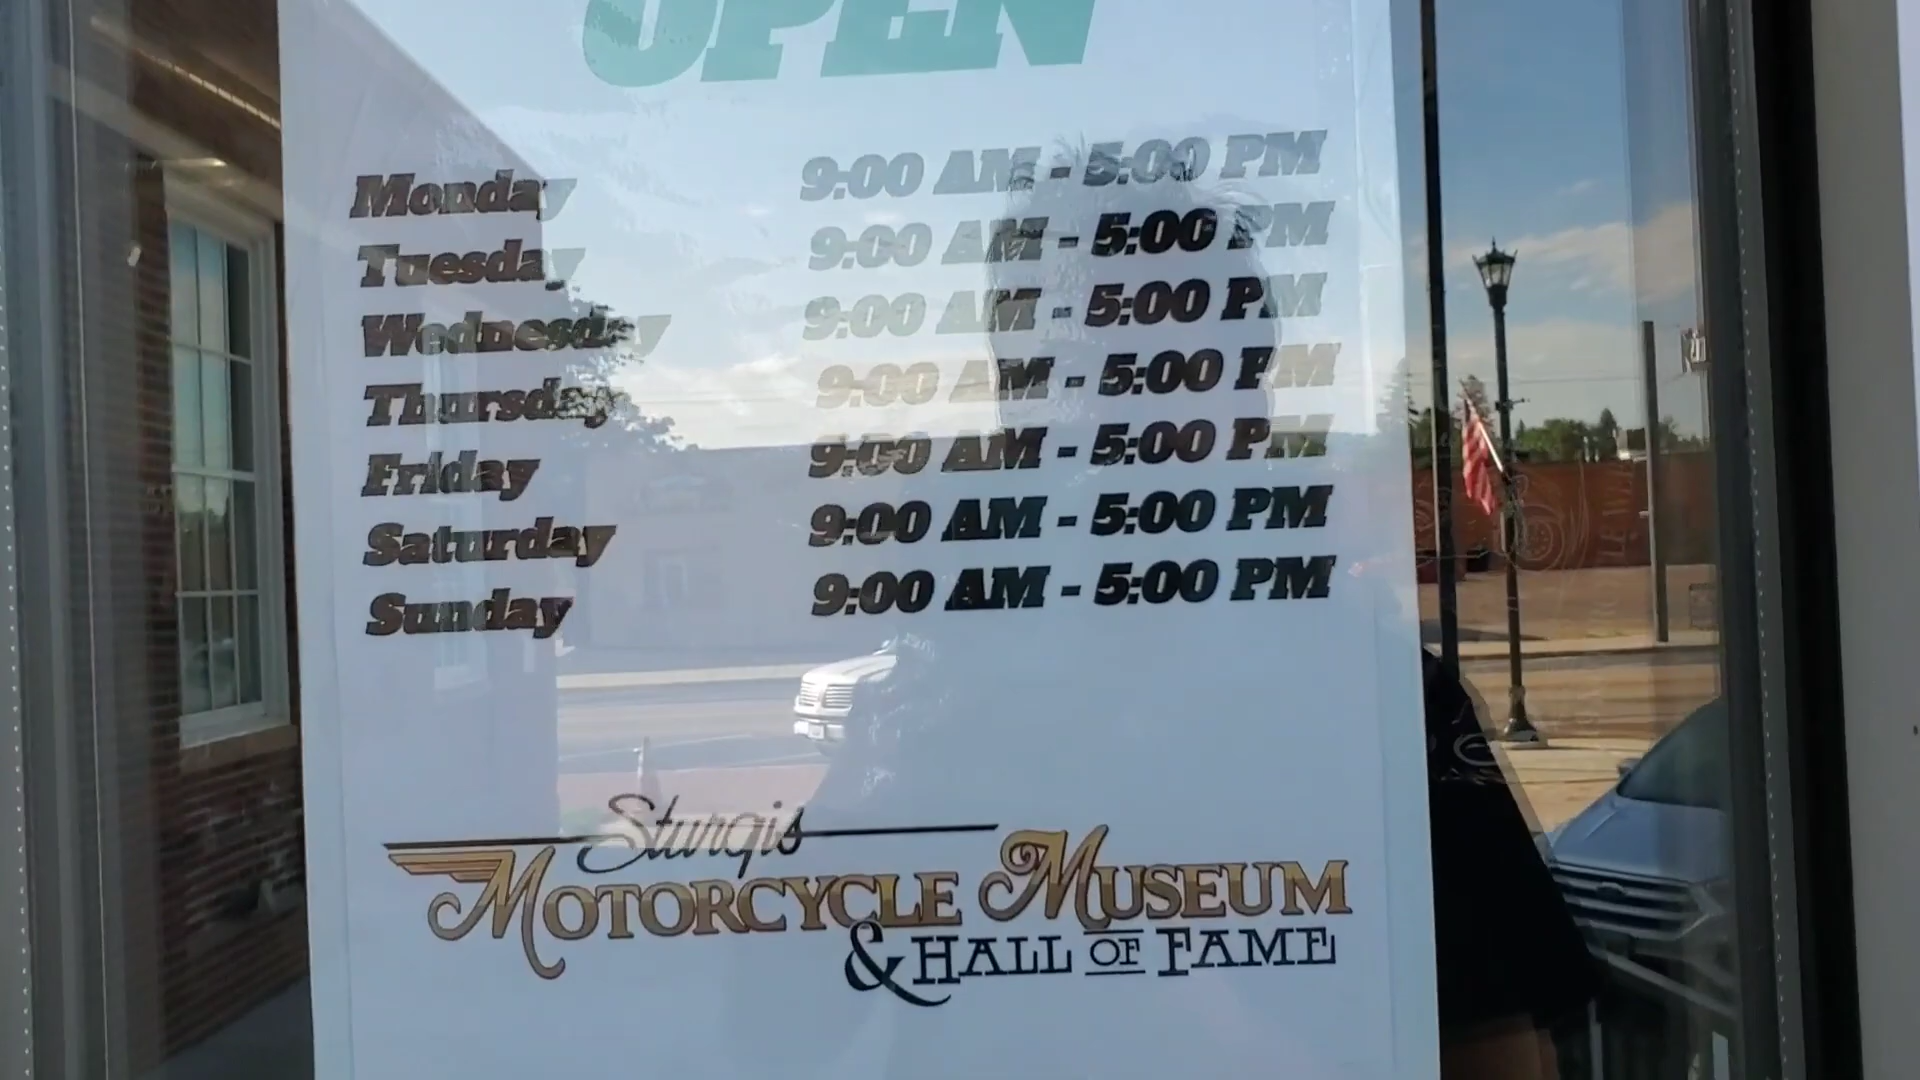 OPEN
Monday 9:00 AM - 5:00 PM
Tuesday 9:00 AM - 5:00 PM
Wednesday 9:00 AM - 5:00 PM
Thursday 9:00 AM - 5:00 PM
Friday 9:00 AM - 5:00 PM
Saturday 9:00 AM - 5:00 PM
Sunday 9:00 AM - 5:00 PM
Sturgis
MOTORCYCLE MUSEUM
& HALL OF FAME